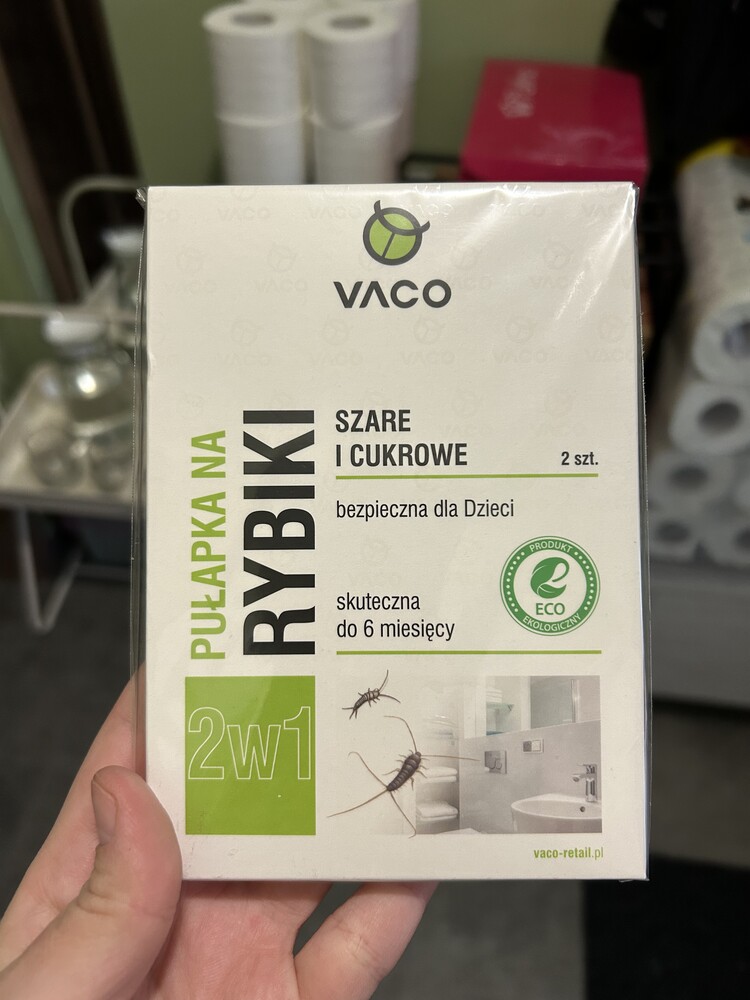 VACO
PUŁAPKA NA
RYBIKI
SZARE
I CUKROWE
2 szt.
bezpieczna dla Dzieci
skuteczna
do 6 miesięcy
PRODUKT
ECO
EKOLOGICZNY
2w1
vaco-retail.pl